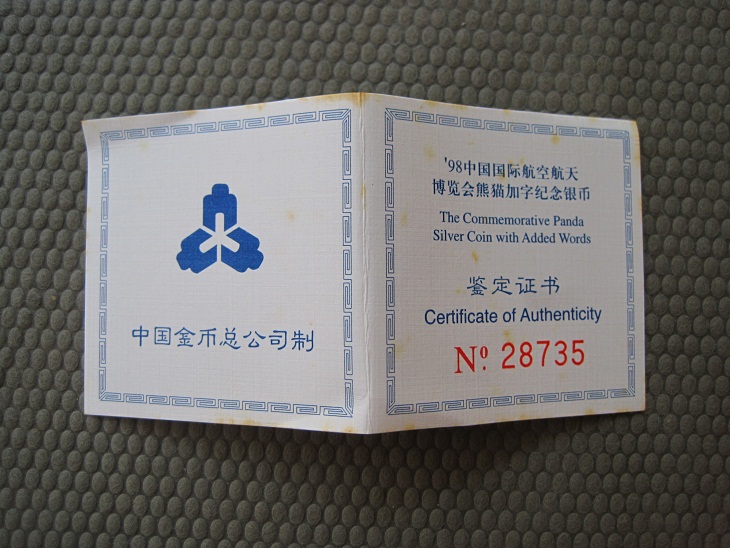 中国金币总公司制
'98中国国际航空航天
博览会熊猫加字纪念银币
The Commemorative Panda
Silver Coin with Added Words
鉴定证书
Certificate of Authenticity
Nº. 28735